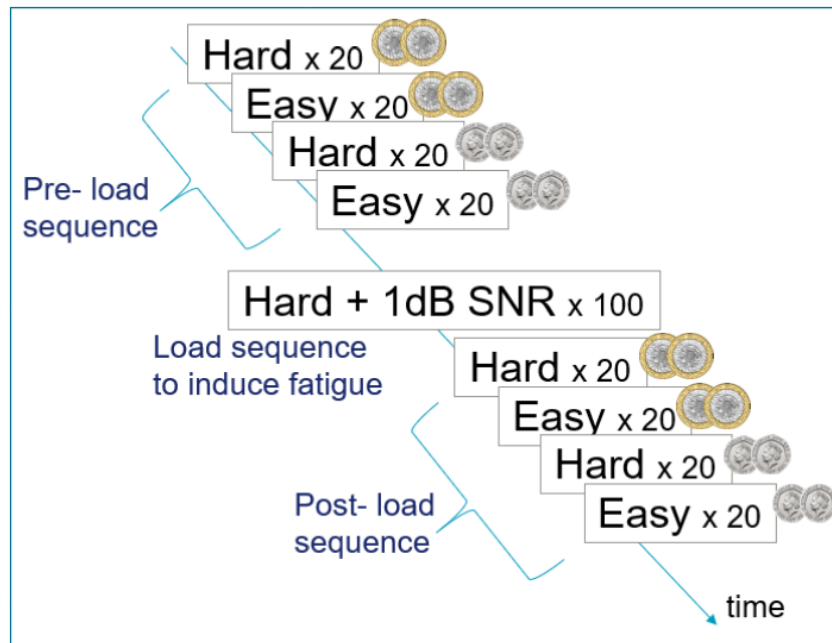 Hard x 20
Easy x 20
Hard x 20
Easy x 20
Pre- load
sequence
Hard + 1dB SNR x 100
Load sequence
to induce fatigue
Hard x 20
Easy x 20
Hard x 20
Easy x 20
Post- load
sequence
time